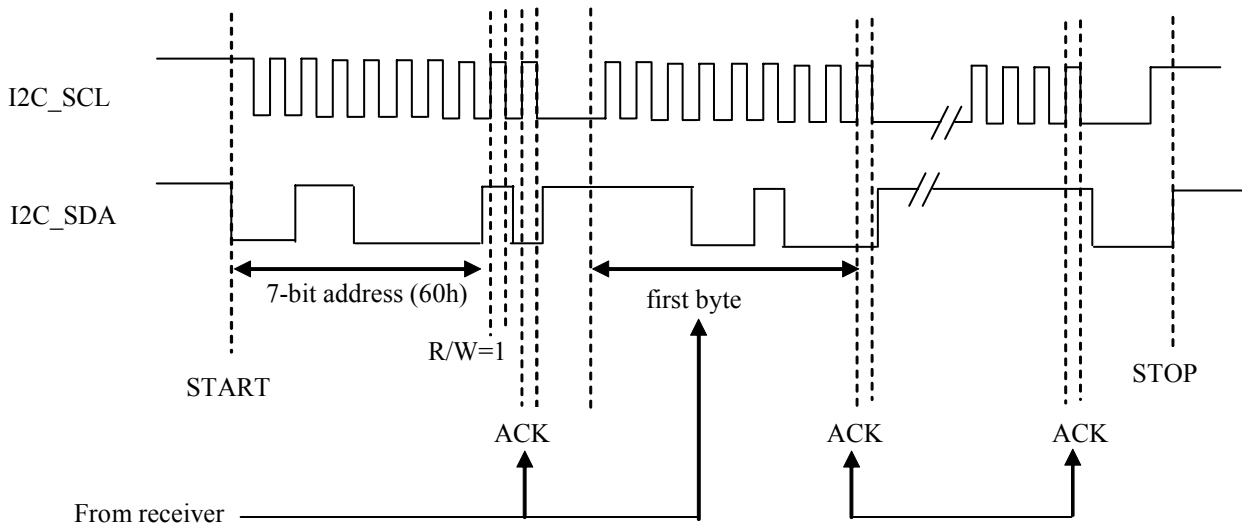 I2C_SCL
I2C_SDA
7-bit address (60h)
first byte
R/W=1
START
STOP
ACK
ACK
ACK
From receiver